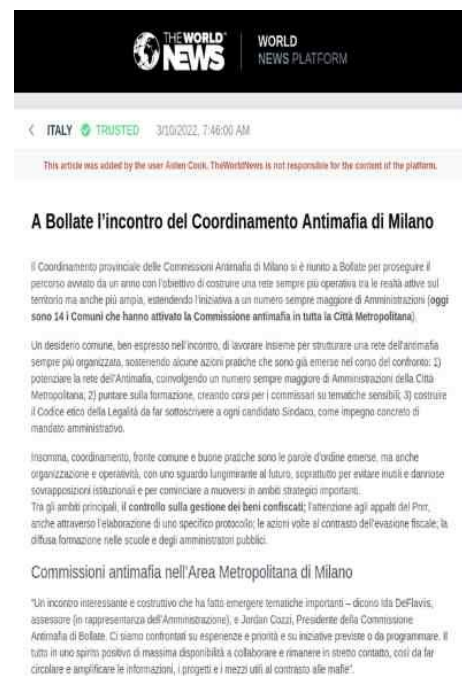 THE WORLD
NEWS
WORLD
NEWS PLATFORM
ITALY TRUSTED 3/10/2022, 7:46:00 AM
This article was added by the user Aiden Cook. TheWorldNews is not responsible for the content of the platform.
A Bollate l'incontro del Coordinamento Antimafia di Milano
Il Coordinamento provinciale delle Commissioni Antimafia di Milano si è riunito a Bollate per proseguire il
percorso avviato da un anno con l'obiettivo di costruire una rete sempre più operativa tra le realtà attive sul
territorio ma anche più ampia, estendendo l'iniziativa a un numero sempre maggiore di Amministrazioni (oggi
sono 14 i Comuni che hanno attivato la Commissione antimafia in tutta la Città Metropolitana).
Un desiderio comune, ben espresso nell'incontro, di lavorare insieme per strutturare una rete dell'antimafia
sempre più organizzata, sostenendo alcune azioni pratiche che sono già emerse nel corso del confronto: 1)
potenziare la rete dell'Antimafia, coinvolgendo un numero sempre maggiore di Amministrazioni della Città
Metropolitana; 2) puntare sulla formazione, creando corsi per i commissari su tematiche sensibili; 3) costruire
il Codice etico della Legalità da far sottoscrivere a ogni candidato Sindaco, come impegno concreto di
mandato amministrativo.
Insomma, coordinamento, fronte comune e buone pratiche sono le parole d'ordine emerse, ma anche
organizzazione e operatività, con uno sguardo lungimirante al futuro, soprattutto per evitare inutili e dannose
sovrapposizioni istituzionali e per cominciare a muoversi in ambiti strategici importanti.
Tra gli ambiti principali, il controllo sulla gestione dei beni confiscati; l'attenzione agli appalti del Pnrr,
anche attraverso l'elaborazione di uno specifico protocollo; le azioni volte al contrasto dell'evasione fiscale; la
diffusa formazione nelle scuole e degli amministratori pubblici.
Commissioni antimafia nell'Area Metropolitana di Milano
"Un incontro interessante e costruttivo che ha fatto emergere tematiche importanti – dicono Ida DeFlavis,
assessore (in rappresentanza dell'Amministrazione), e Jordan Cozzi, Presidente della Commissione
Antimafia di Bollate. Ci siamo confrontati su esperienze e priorità e su iniziative previste o da programmare. Il
tutto in uno spirito positivo di massima disponibilità a collaborare e rimanere in stretto contatto, così da far
circolare e amplificare le informazioni, i progetti e i mezzi utili al contrasto alle mafie".